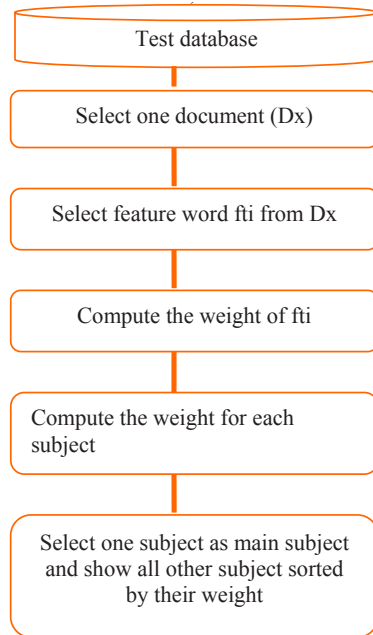 Test database
Select one document (Dx)
Select feature word fti from Dx
Compute the weight of fti
Compute the weight for each
subject
Select one subject as main subject
and show all other subject sorted
by their weight